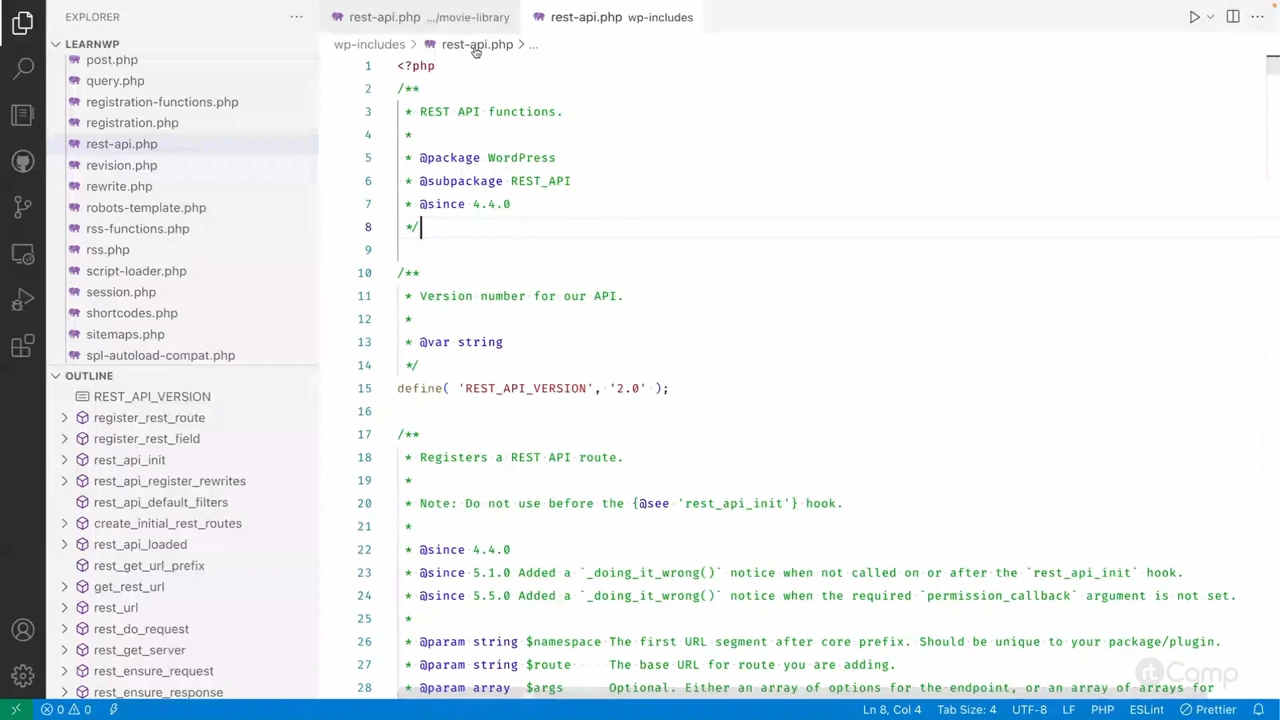 EXPLORER
LEARNWP
post.php
query.php
registration-functions.php
registration.php
rest-api.php
revision.php
rewrite.php
robots-template.php
rss-functions.php
rss.php
script-loader.php
session.php
shortcodes.php
sitemaps.php
spl-autoload-compat.php
OUTLINE
REST_API_VERSION
register_rest_route
register_rest_field
rest_api_init
rest_api_register_rewrites
rest_api_default_filters
create_initial_rest_routes
rest_api_loaded
rest_get_url_prefix
get_rest_url
rest_url
rest_do_request
rest_get_server
rest_ensure_request
rest_ensure_response
rest-api.php .../movie-library
rest-api.php wp-includes
wp-includes > rest-api.php > ...
1 <?php
2 /**
3 * REST API functions.
4 *
5 * @package WordPress
6 * @subpackage REST_API
7 * @since 4.4.0
8 */
9
10 /**
11 * Version number for our API.
12 *
13 * @var string
14 */
15 define( 'REST_API_VERSION', '2.0' );
16
17 /**
18 * Registers a REST API route.
19 *
20 * Note: Do not use before the {@see 'rest_api_init'} hook.
21 *
22 * @since 4.4.0
23 * @since 5.1.0 Added a `_doing_it_wrong()` notice when not called on or after the `rest_api_init` hook.
24 * @since 5.5.0 Added a `_doing_it_wrong()` notice when the required `permission_callback` argument is not set.
25 *
26 * @param string $namespace The first URL segment after core prefix. Should be unique to your package/plugin.
27 * @param string $route The base URL for route you are adding.
28 * @param array $args Optional. Either an array of options for the endpoint, or an array of arrays for
rtCamp
0 0
Ln 8, Col 4 Tab Size: 4 UTF-8 LF PHP ESLint Prettier